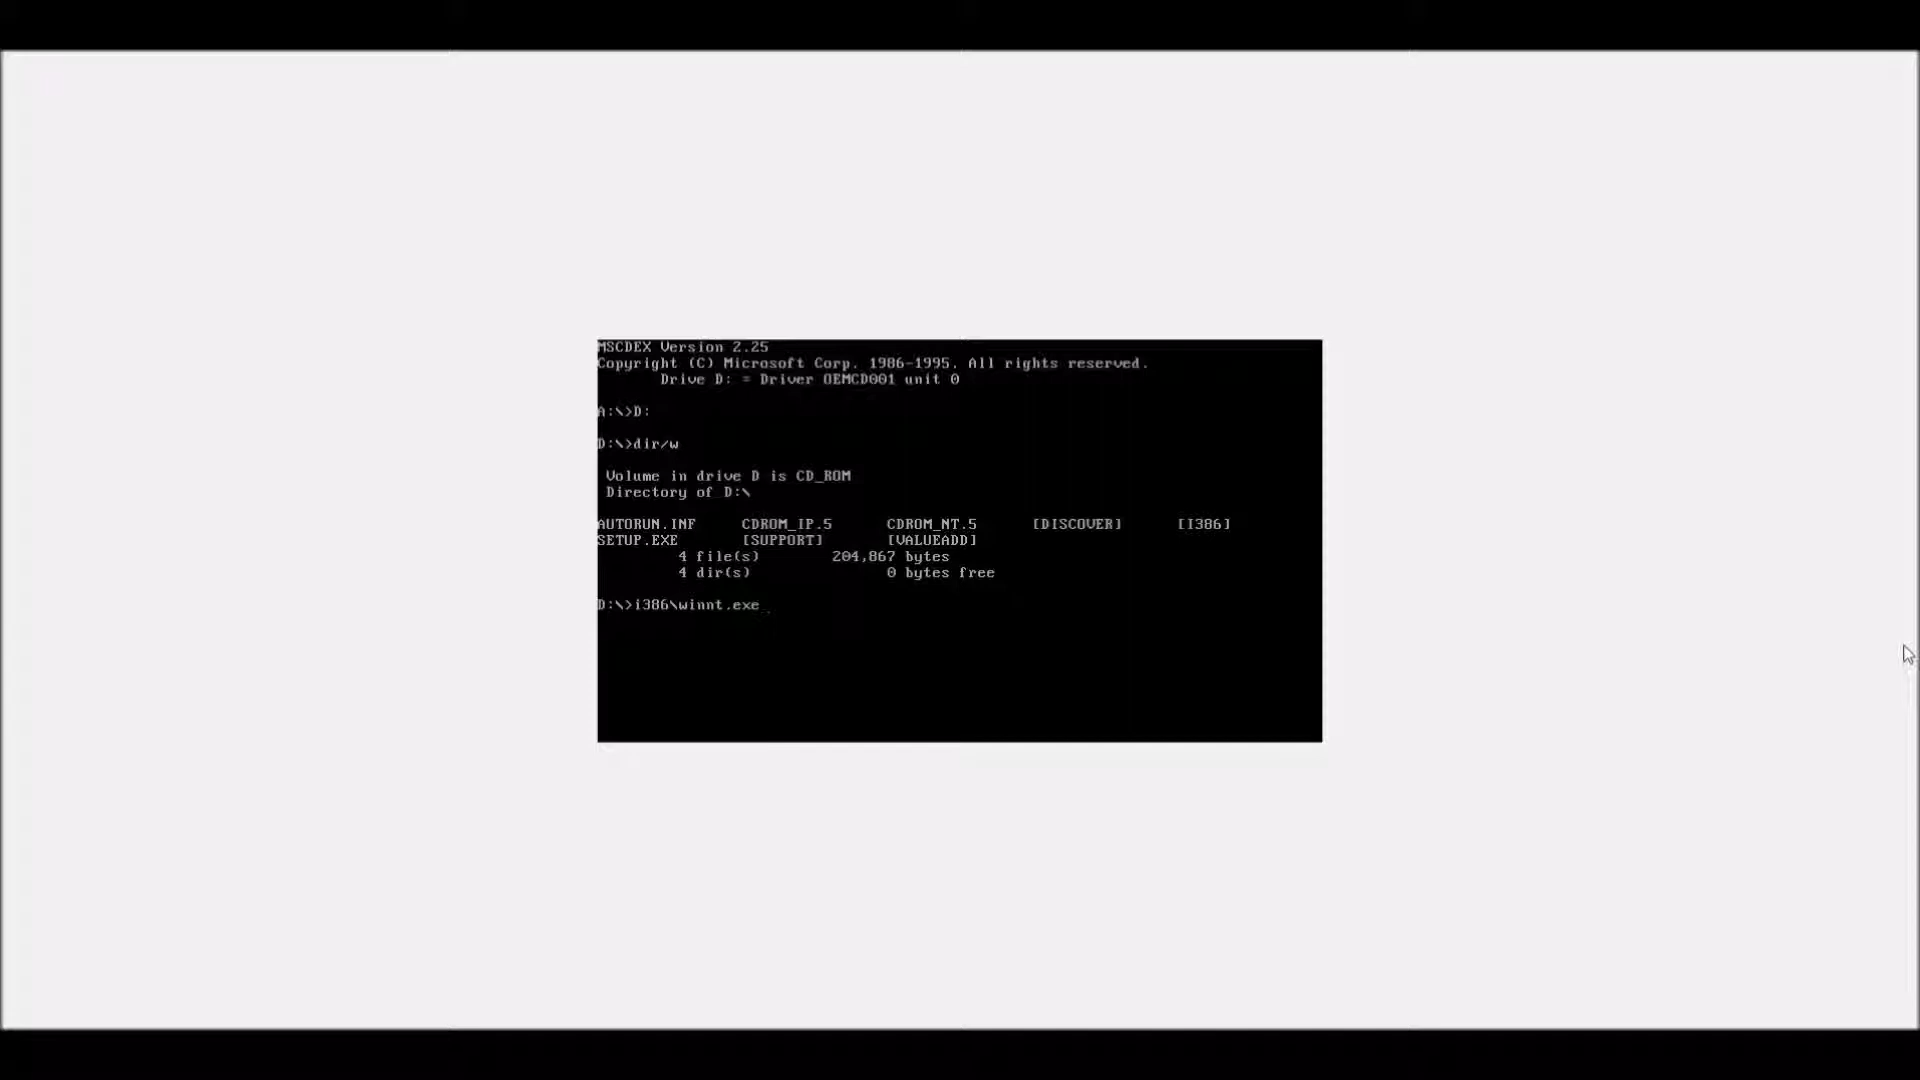 MSCDEX Version 2.25
Copyright (C) Microsoft Corp. 1986-1995. All rights reserved.
Drive D: = Driver OEMCD001 unit 0
A:\>D:
D:\>dir/w
Volume in drive D is CD_ROM
Directory of D:\
AUTORUN.INF CDROM_IP.5 CDROM_NT.5 [DISCOVER] [I386]
SETUP.EXE [SUPPORT] [VALUEADD]
4 file(s) 204,867 bytes
4 dir(s) 0 bytes free
D:\>i386\winnt.exe